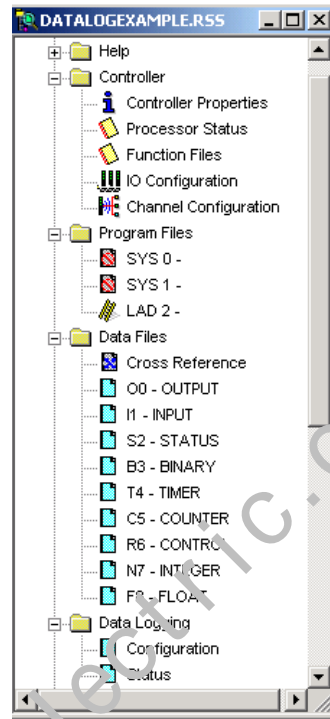 DATALOGEXAMPLE.RSS
Help
Controller
Controller Properties
Processor Status
Function Files
IO Configuration
Channel Configuration
Program Files
SYS 0 -
SYS 1 -
LAD 2 -
Data Files
Cross Reference
O0 - OUTPUT
I1 - INPUT
S2 - STATUS
B3 - BINARY
T4 - TIMER
C5 - COUNTER
R6 - CONTROL
N7 - INTEGER
F8 - FLOAT
Data Logging
Configuration
Status
lectric.c